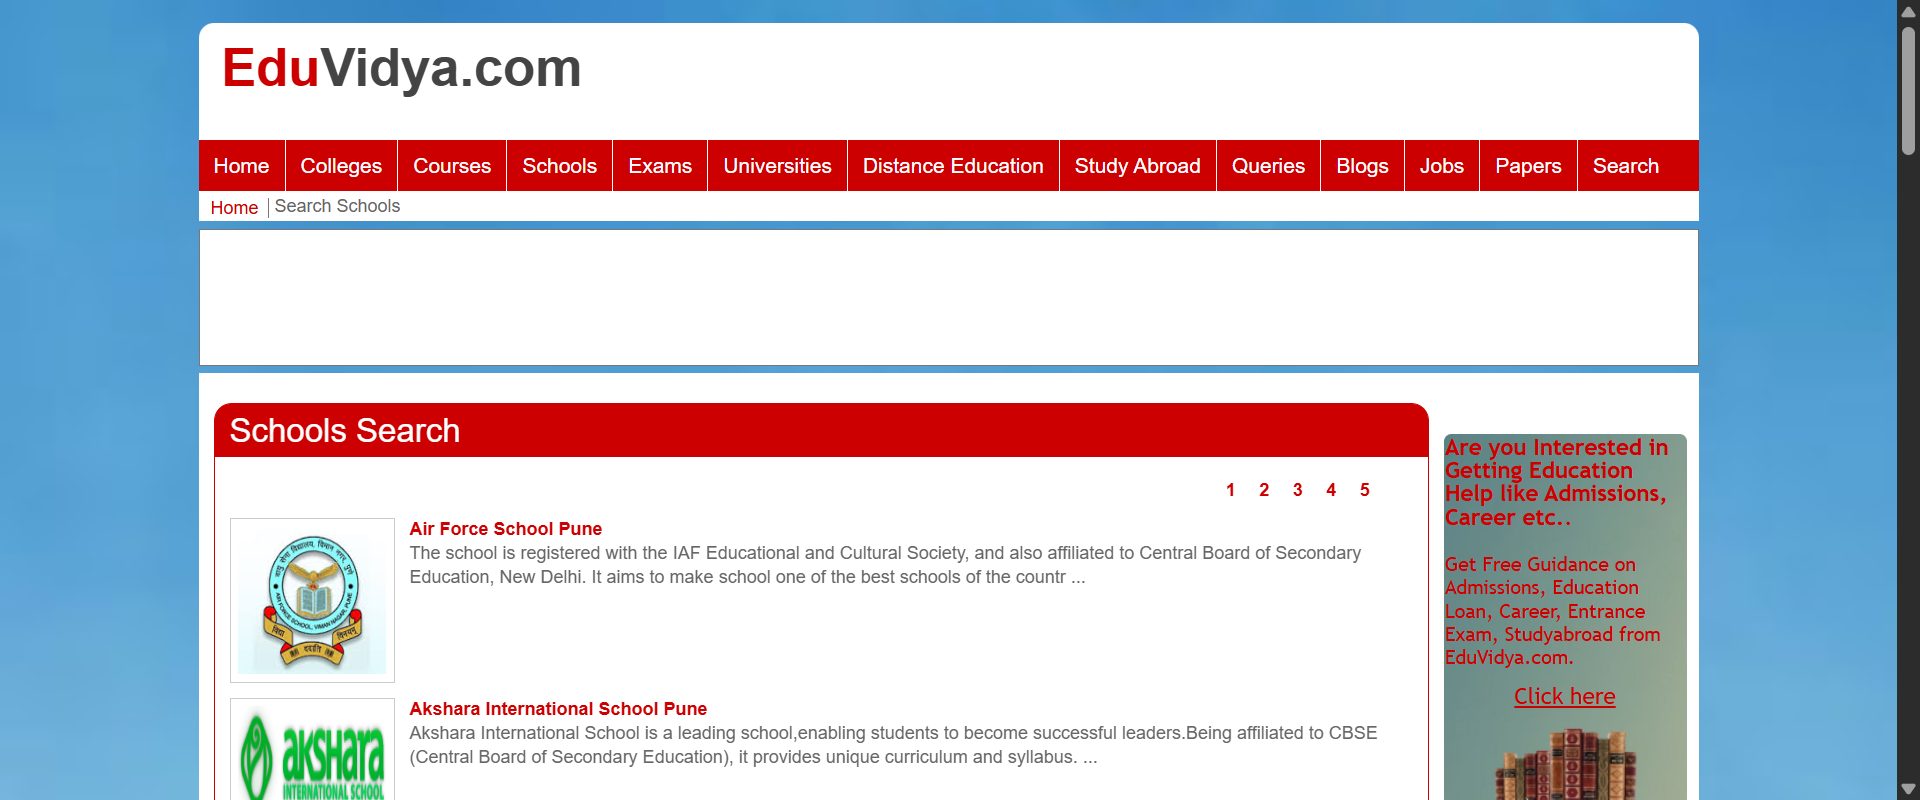 EduVidya.com
Home Colleges Courses Schools Exams Universities Distance Education Study Abroad Queries Blogs Jobs Papers Search
Home Search Schools
Schools Search
1 2 3 4 5
Air Force School Pune
The school is registered with the IAF Educational and Cultural Society, and also affiliated to Central Board of Secondary
Education, New Delhi. It aims to make school one of the best schools of the countr ...
AIR FORCE SCHOOL, VIMAN NAGAR, PUNE
विद्या
Akshara International School Pune
Akshara International School is a leading school,enabling students to become successful leaders.Being affiliated to CBSE
(Central Board of Secondary Education), it provides unique curriculum and syllabus. ...
aKSHaRa
INTERNATIONAL SCHOOL
Are you Interested in
Getting Education
Help like Admissions,
Career etc..
Get Free Guidance on
Admissions, Education
Loan, Career, Entrance
Exam, Studyabroad from
EduVidya.com.
Click here